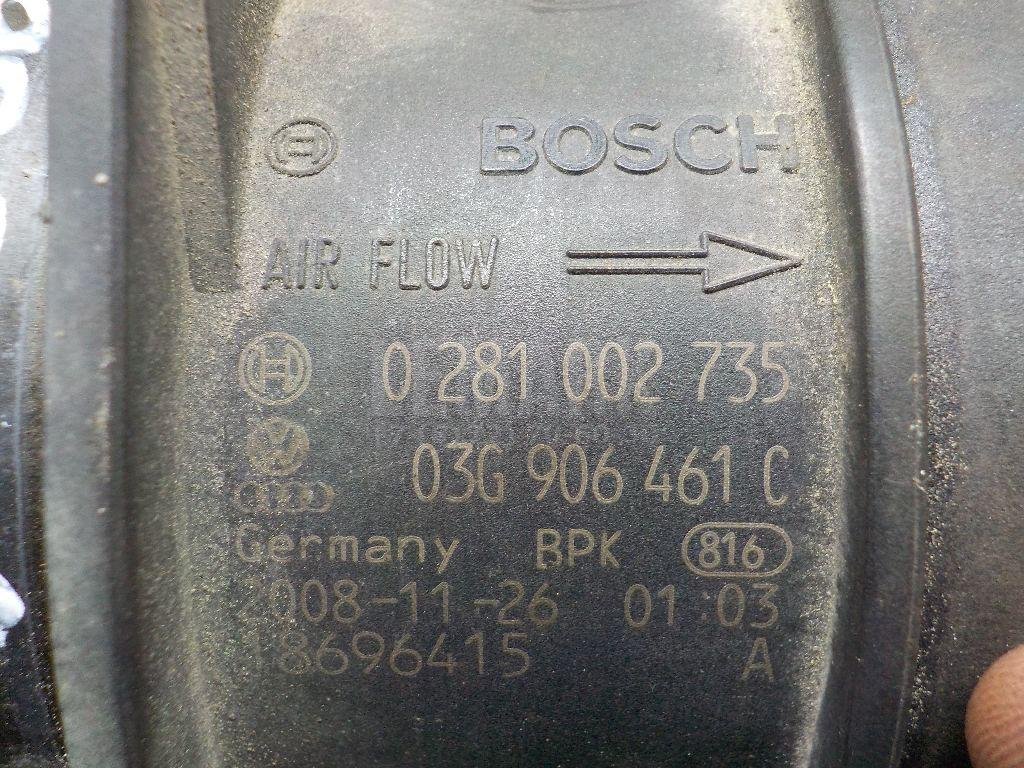 BOSCH
AIR FLOW
0 281 002 735
03G 906 461 C
Germany BPK 816
2008-11-26 01:03
18696415 A